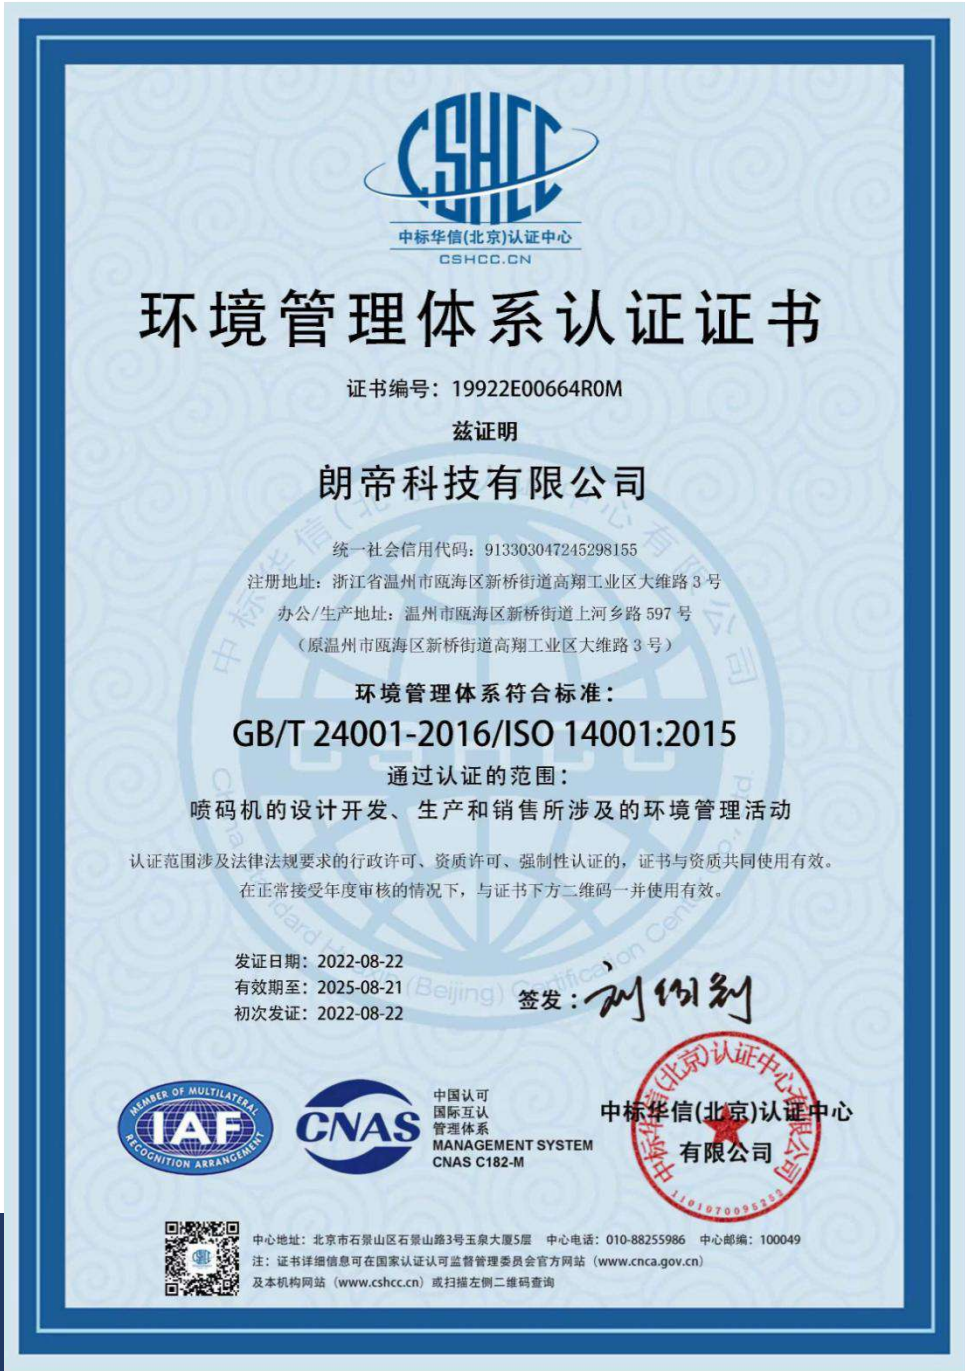 CSHCC
中标华信(北京)认证中心
CSHCC.CN
环境管理体系认证证书
证书编号：19922E00664R0M
兹证明
朗帝科技有限公司
统一社会信用代码：913303047245298155
注册地址：浙江省温州市瓯海区新桥街道高翔工业区大维路 3 号
办公/生产地址：温州市瓯海区新桥街道上河乡路 597 号
（原温州市瓯海区新桥街道高翔工业区大维路 3 号）
环境管理体系符合标准：
GB/T 24001-2016/ISO 14001:2015
通过认证的范围：
喷码机的设计开发、生产和销售所涉及的环境管理活动
认证范围涉及法律法规要求的行政许可、资质许可、强制性认证的，证书与资质共同使用有效。
在正常接受年度审核的情况下，与证书下方二维码一并使用有效。
发证日期：2022-08-22
有效期至：2025-08-21
初次发证：2022-08-22
签发：
MEMBER OF MULTILATERAL
IAF
RECOGNITION ARRANGEMENT
CNAS
中国认可
国际互认
管理体系
MANAGEMENT SYSTEM
CNAS C182-M
中标华信(北京)认证中心
有限公司
中标华信(北京)认证中心有限公司
1101070095252
中心地址：北京市石景山区石景山路3号玉泉大厦5层 中心电话：010-88255986 中心邮编：100049
注：证书详细信息可在国家认证认可监督管理委员会官方网站（www.cnca.gov.cn）
及本机构网站（www.cshcc.cn）或扫描左侧二维码查询